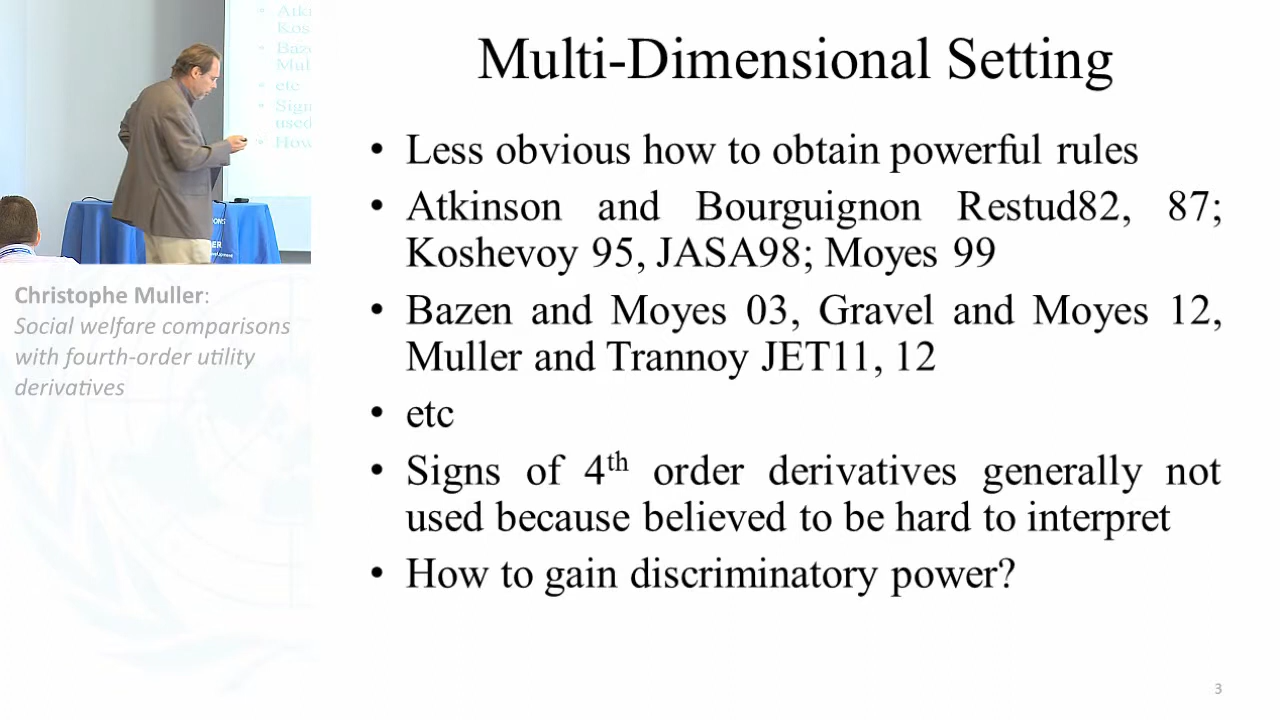 Multi-Dimensional Setting
• Less obvious how to obtain powerful rules
• Atkinson and Bourguignon Restud82, 87;
Koshevoy 95, JASA98; Moyes 99
• Bazen and Moyes 03, Gravel and Moyes 12,
Muller and Trannoy JET11, 12
• etc
• Signs of 4th order derivatives generally not
used because believed to be hard to interpret
• How to gain discriminatory power?
3
Christophe Muller:
Social welfare comparisons
with fourth-order utility
derivatives
• etc
used